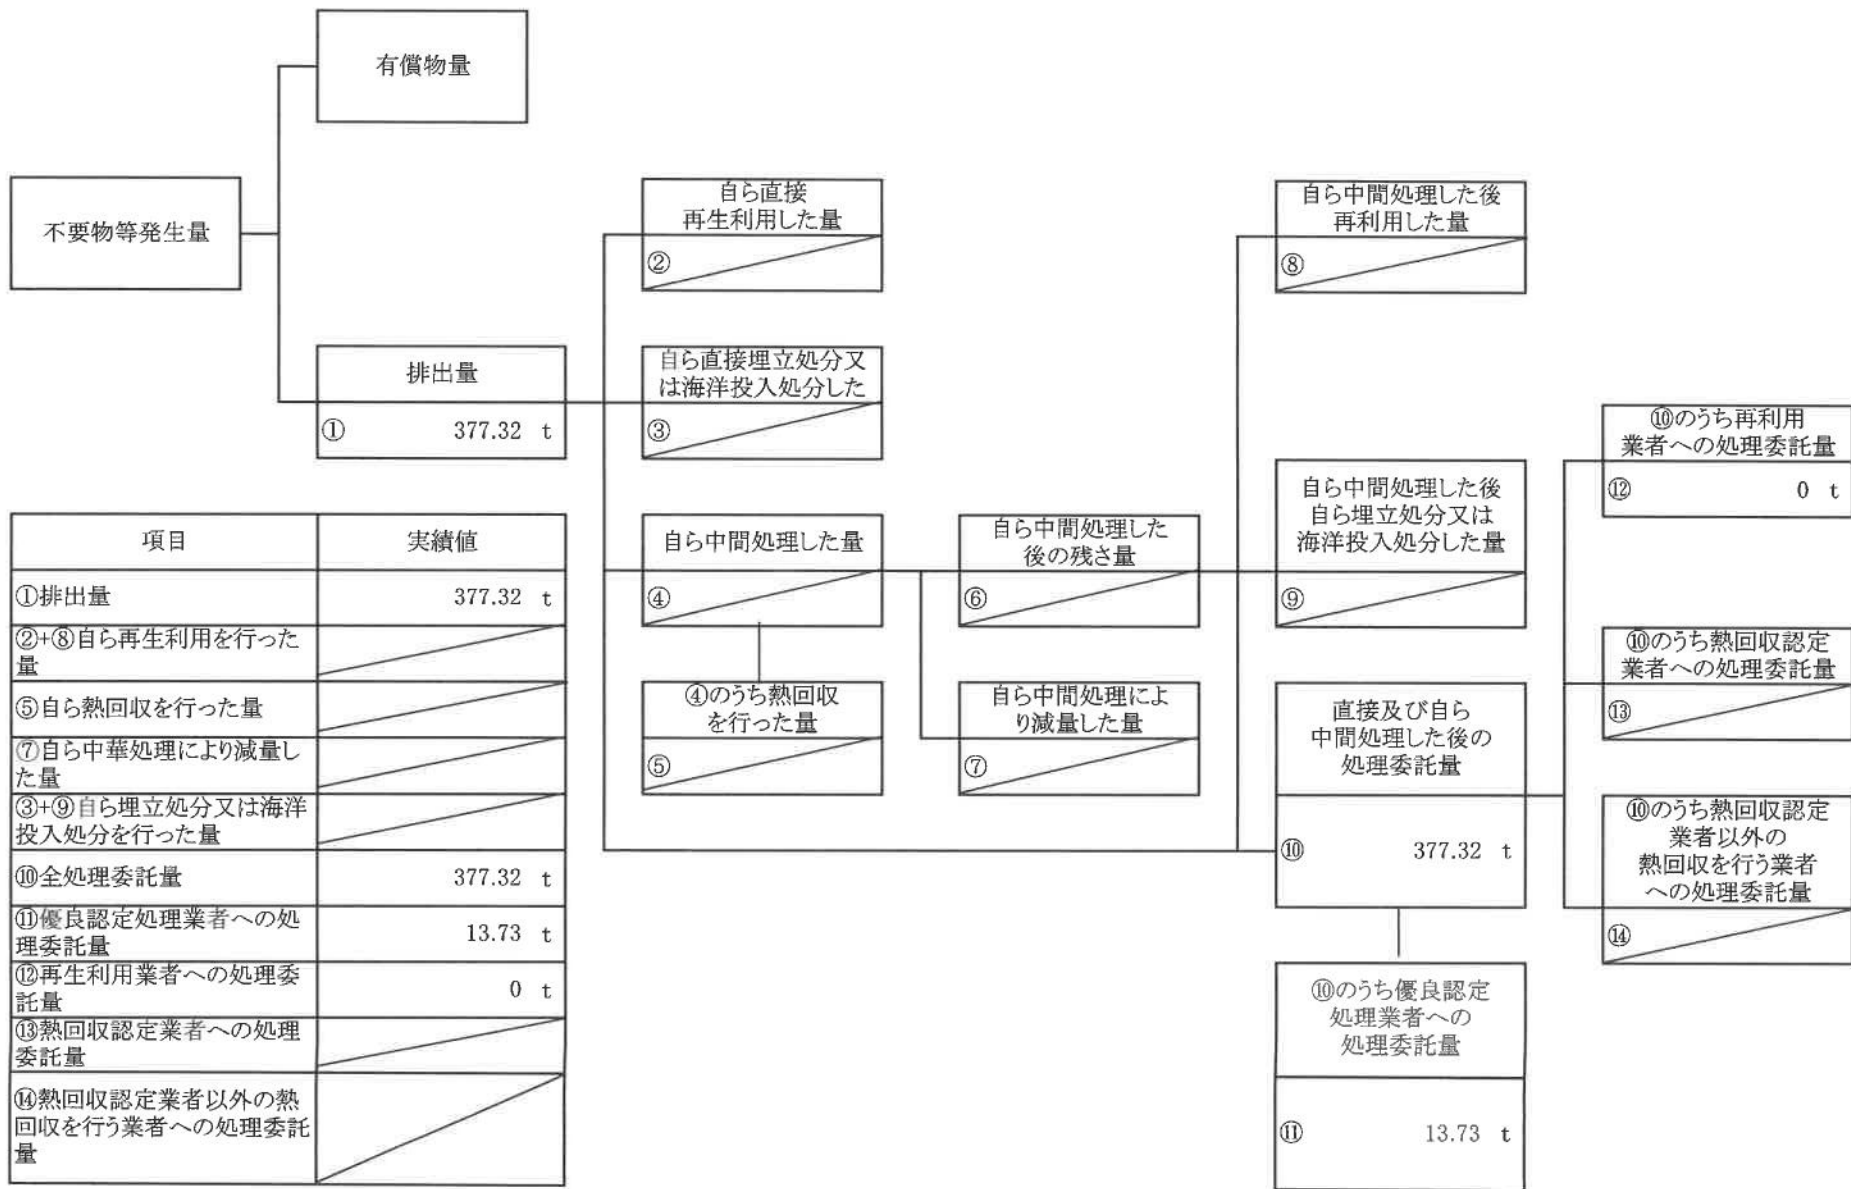 有償物量
不要物等発生量
排出量
① 377.32 t
自ら直接
再生利用した量
②
自ら直接埋立処分又
は海洋投入処分した
③
自ら中間処理した量
④
④のうち熱回収
を行った量
⑤
自ら中間処理した
後の残さ量
⑥
自ら中間処理によ
り減量した量
⑦
自ら中間処理した後
再利用した量
⑧
自ら中間処理した後
自ら埋立処分又は
海洋投入処分した量
⑨
直接及び自ら
中間処理した後の
処理委託量
⑩ 377.32 t
⑩のうち優良認定
処理業者への
処理委託量
⑪ 13.73 t
⑩のうち再利用
業者への処理委託量
⑫ 0 t
⑩のうち熱回収認定
業者への処理委託量
⑬
⑩のうち熱回収認定
業者以外の
熱回収を行う業者
への処理委託量
⑭
項目 実績値
①排出量 377.32 t
②+⑧自ら再生利用を行った
量
⑤自ら熱回収を行った量
⑦自ら中華処理により減量し
た量
③+⑨自ら埋立処分又は海洋
投入処分を行った量
⑩全処理委託量 377.32 t
⑪優良認定処理業者への処
理委託量 13.73 t
⑫再生利用業者への処理委
託量 0 t
⑬熱回収認定業者への処理
委託量
⑭熱回収認定業者以外の熱
回収を行う業者への処理委託
量